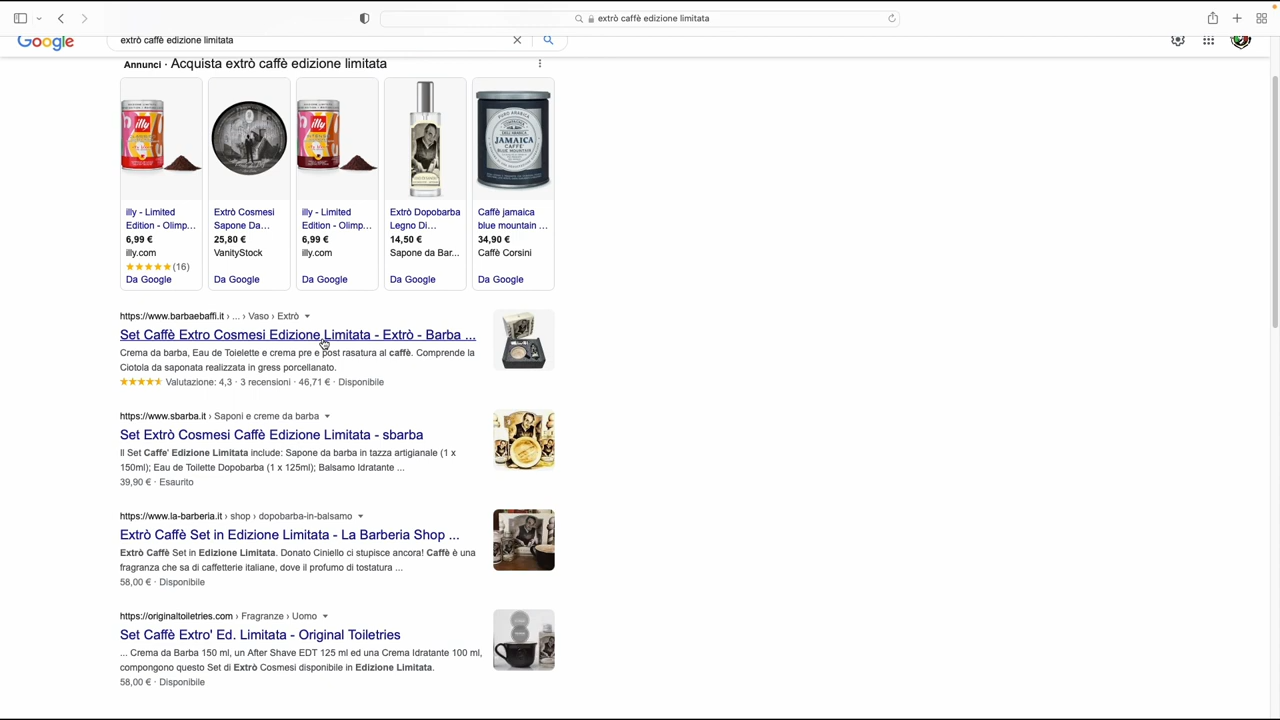 extrò caffè edizione limitata
Google
extrò caffè edizione limitata
Annunci · Acquista extrò caffè edizione limitata
illy - Limited
Edition - Olimp...
6,99 €
illy.com
(16)
Da Google
Extrò Cosmesi
Sapone Da...
25,80 €
VanityStock
Da Google
illy - Limited
Edition - Olimp...
6,99 €
illy.com
Da Google
Extrò Dopobarba
Legno Di...
14,50 €
Sapone da Bar...
Da Google
PURO ARABICA
JAMAICA
CAFFE'
BLUE MOUNTAIN
Caffè jamaica
blue mountain ...
34,90 €
Caffè Corsini
Da Google
illy
illy
https://www.barbaebaffi.it › ... › Vaso › Extrò
Set Caffè Extro Cosmesi Edizione Limitata - Extrò - Barba ...
Crema da barba, Eau de Toielette e crema pre e post rasatura al caffè. Comprende la
Ciotola da saponata realizzata in gress porcellanato.
Valutazione: 4,3 · 3 recensioni · 46,71 € · Disponibile
https://www.sbarba.it › Saponi e creme da barba
Set Extrò Cosmesi Caffè Edizione Limitata - sbarba
Il Set Caffe' Edizione Limitata include: Sapone da barba in tazza artigianale (1 x
150ml); Eau de Toilette Dopobarba (1 x 125ml); Balsamo Idratante ...
39,90 € · Esaurito
https://www.la-barberia.it › shop › dopobarba-in-balsamo
Extrò Caffè Set in Edizione Limitata - La Barberia Shop ...
Extrò Caffè Set in Edizione Limitata. Donato Ciniello ci stupisce ancora! Caffè è una
fragranza che sa di caffetterie italiane, dove il profumo di tostatura ...
58,00 € · Disponibile
https://originaltoiletries.com › Fragranze › Uomo
Set Caffè Extro' Ed. Limitata - Original Toiletries
... Crema da Barba 150 ml, un After Shave EDT 125 ml ed una Crema Idratante 100 ml,
compongono questo Set di Extrò Cosmesi disponibile in Edizione Limitata.
58,00 € · Disponibile